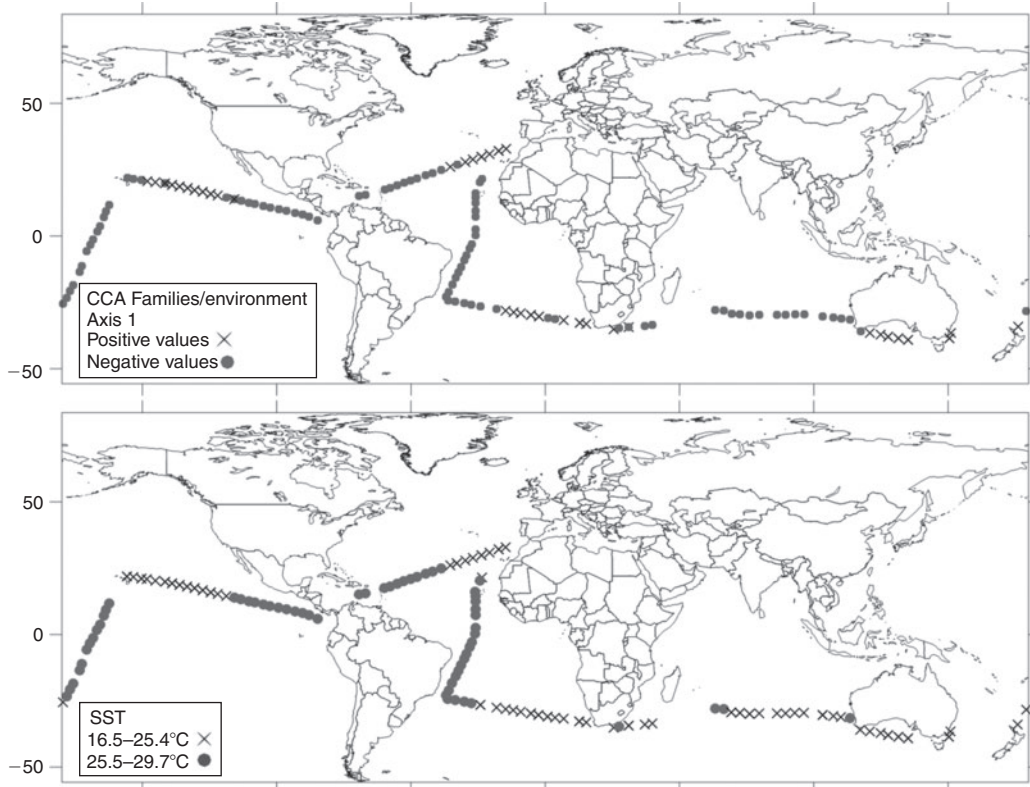 50
0
−50
CCA Families/environment
Axis 1
Positive values ×
Negative values ●
50
0
−50
SST
16.5–25.4°C ×
25.5–29.7°C ●